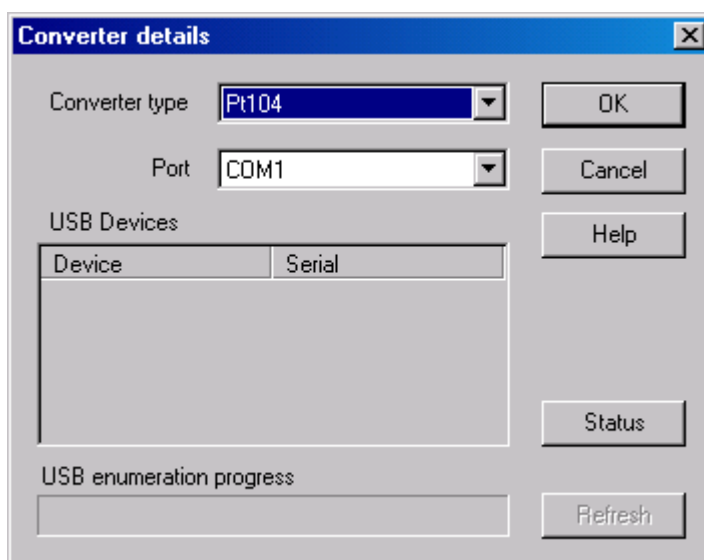 Converter details
Converter type Pt104 OK
Port COM1 Cancel
USB Devices
Help
Device Serial
Status
USB enumeration progress
Refresh